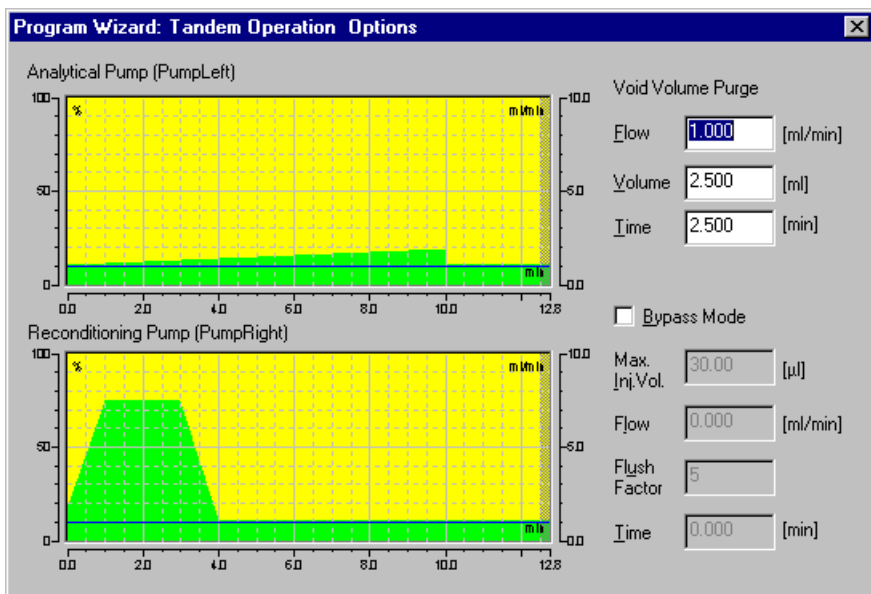 Program Wizard: Tandem Operation Options
Analytical Pump (PumpLeft)
100
%
ml/min
10.0
50
5.0
0
min
0.0
0.0 2.0 4.0 6.0 8.0 10.0 12.8
Reconditioning Pump (PumpRight)
100
%
ml/min
10.0
50
5.0
0
min
0.0
0.0 2.0 4.0 6.0 8.0 10.0 12.8
Void Volume Purge
Flow 1.000 [ml/min]
Volume 2.500 [ml]
Time 2.500 [min]
Bypass Mode
Max.
Inj.Vol. 30.00 [µl]
Flow 0.000 [ml/min]
Flush
Factor 5
Time 0.000 [min]